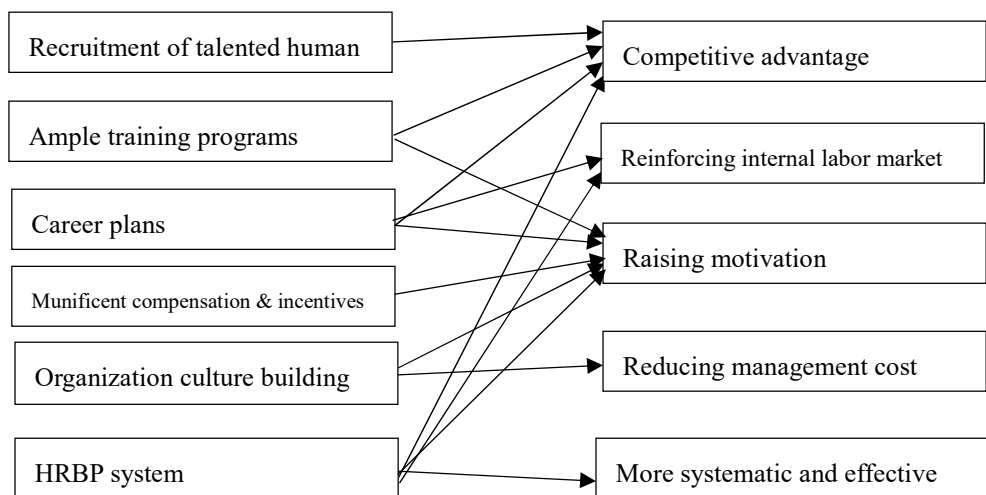 Recruitment of talented human
Ample training programs
Career plans
Munificent compensation & incentives
Organization culture building
HRBP system
Competitive advantage
Reinforcing internal labor market
Raising motivation
Reducing management cost
More systematic and effective